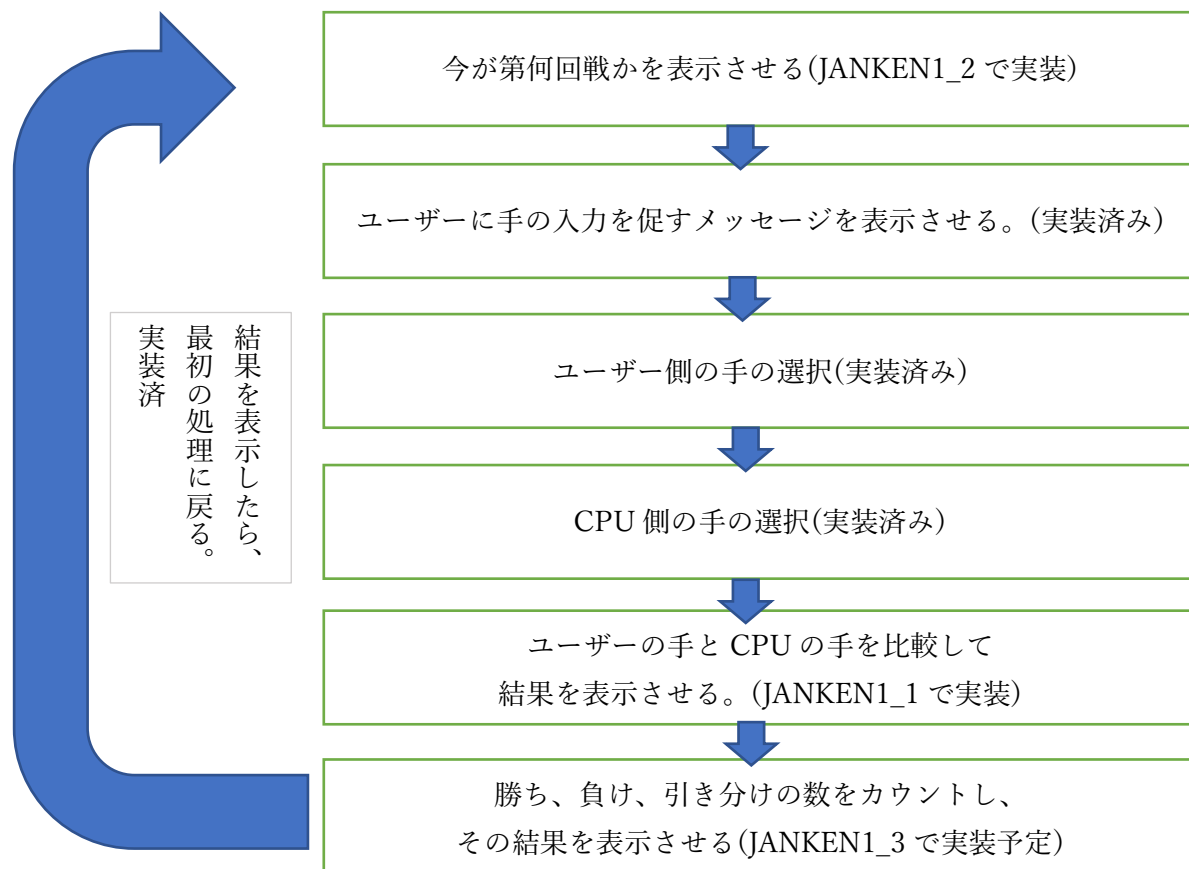 今が第何回戦かを表示させる(JANKEN1_2 で実装)
ユーザーに手の入力を促すメッセージを表示させる。(実装済み)
ユーザー側の手の選択(実装済み)
CPU 側の手の選択(実装済み)
ユーザーの手と CPU の手を比較して
結果を表示させる。(JANKEN1_1 で実装)
勝ち、負け、引き分けの数をカウントし、
その結果を表示させる(JANKEN1_3 で実装予定)
結果を表示したら、
最初の処理に戻る。
実装済